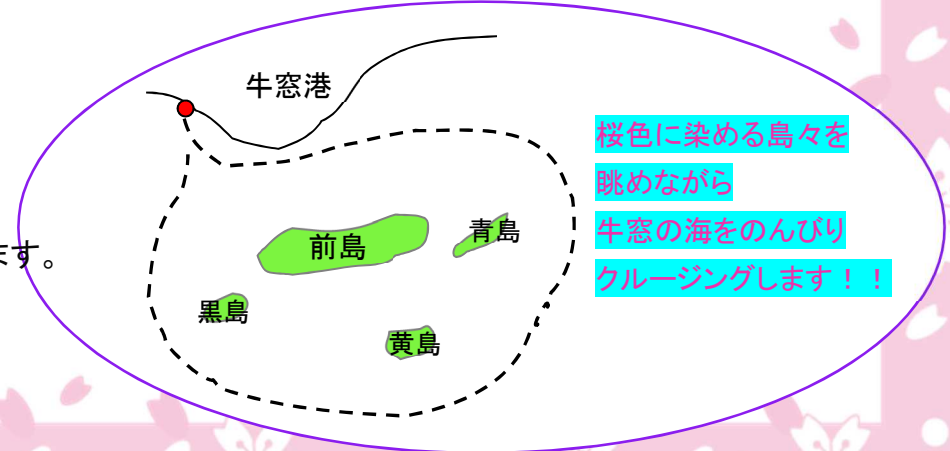 牛窓港
桜色に染める島々を
眺めながら
牛窓の海をのんびり
クルージングします！！
前島
青島
ます。
黒島
黄島